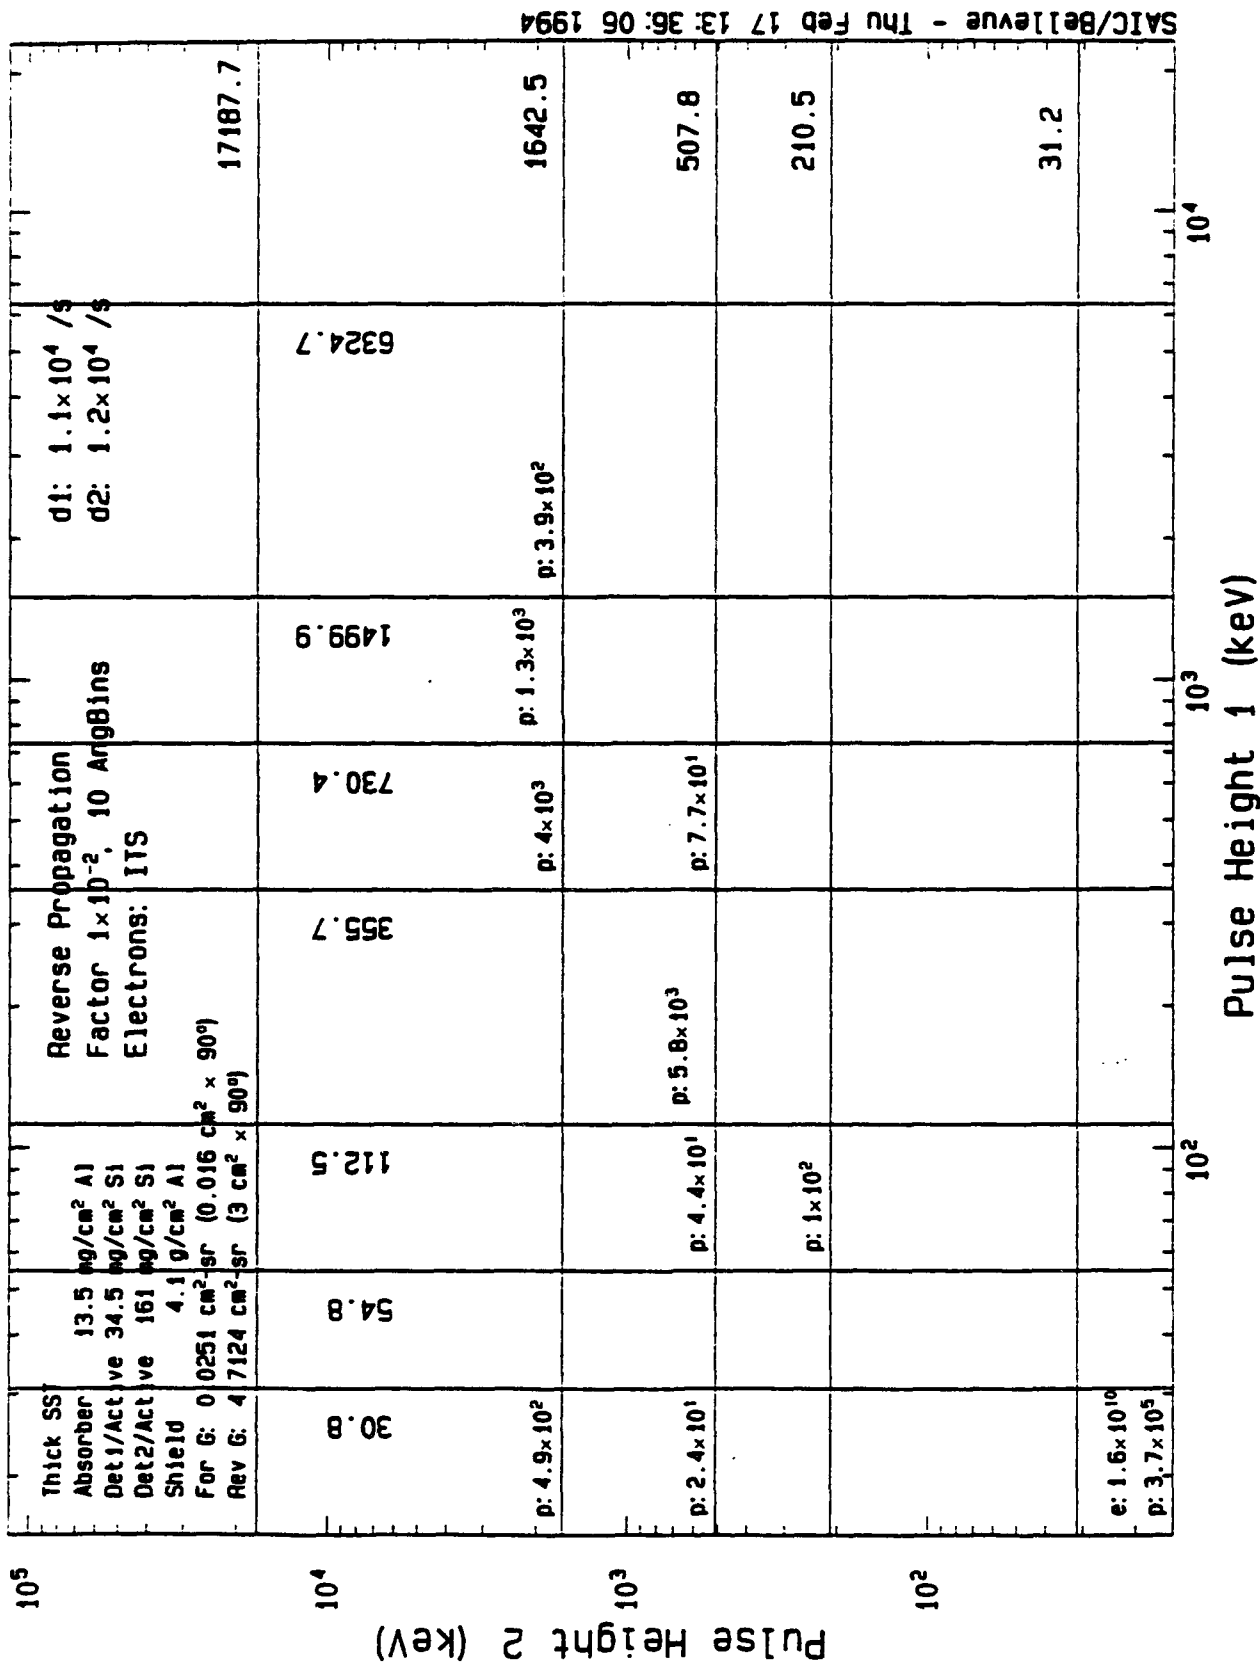 SAIC/Bellevue - Thu Feb 17 13:36:06 1994
Thick SST
Absorber 13.5 mg/cm² Al
Det1/Active 34.5 mg/cm² Si
Det2/Active 161 mg/cm² Si
Shield 4.1 g/cm² Al
For G: 0.0251 cm²-sr (0.016 cm² × 90°)
Rev G: 4.7124 cm²-sr (3 cm² × 90°)
Reverse Propagation
Factor 1×10⁻², 10 AngBins
Electrons: ITS
d1: 1.1×10⁴ /s
d2: 1.2×10⁴ /s
17187.7
30.8
54.8
112.5
355.7
730.4
1499.9
6324.7
p: 4.9×10²
p: 4×10³
p: 1.3×10³
p: 3.9×10²
1642.5
p: 2.4×10¹
p: 4.4×10¹
p: 5.8×10³
p: 7.7×10¹
507.8
p: 1×10²
210.5
31.2
e: 1.6×10¹⁰
p: 3.7×10⁵
10⁵
10⁴
10³
10²
Pulse Height 2 (keV)
10²
10³
10⁴
Pulse Height 1 (keV)